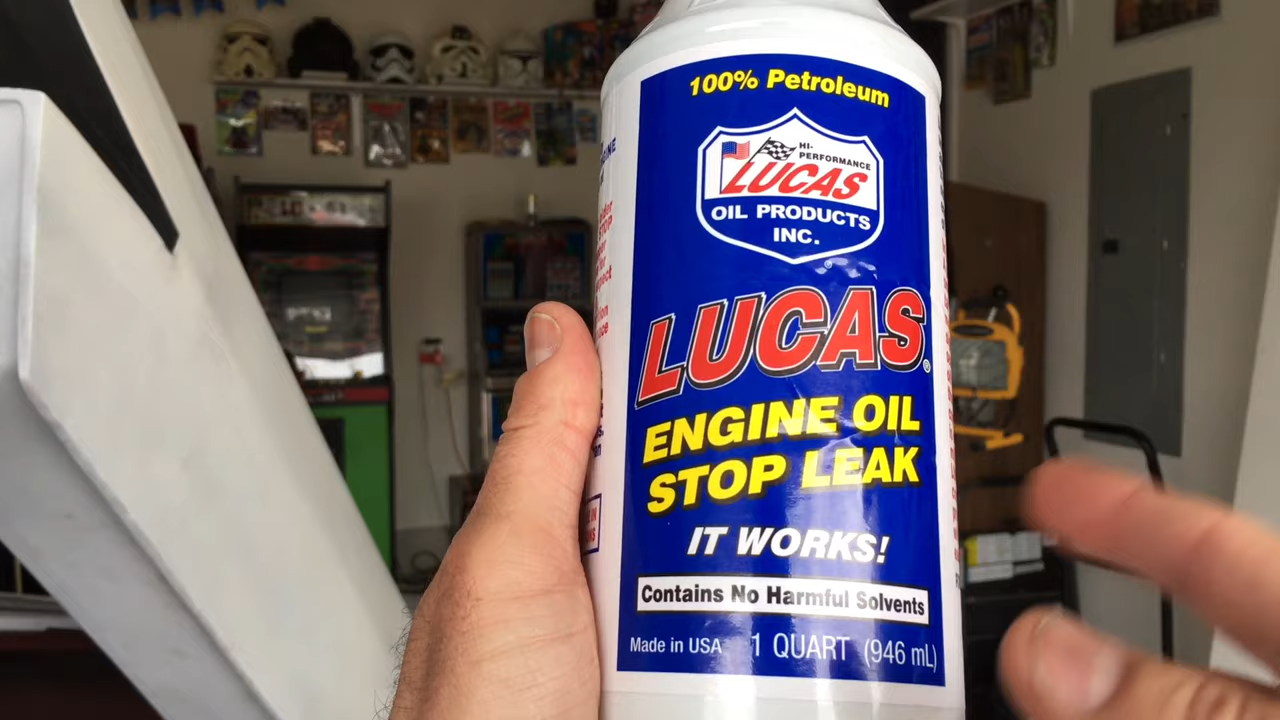 100% Petroleum
HI-
PERFORMANCE
LUCAS
OIL PRODUCTS
INC.
LUCAS®
ENGINE OIL
STOP LEAK
IT WORKS!
Contains No Harmful Solvents
Made in USA 1 QUART (946 mL)